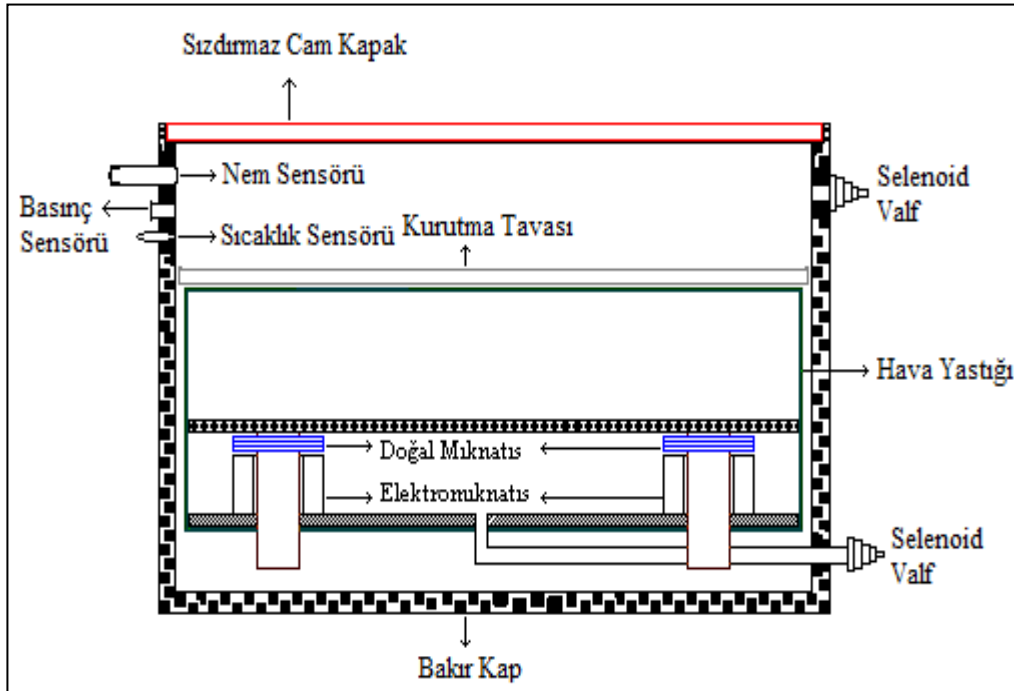 Sızdırmaz Cam Kapak
Nem Sensörü
Selenoid
Valf
Basınç
Sensörü
Sıcaklık Sensörü
Kurutma Tavası
Hava Yastığı
Doğal Mıknatıs
Elektromıknatıs
Selenoid
Valf
Bakır Kap